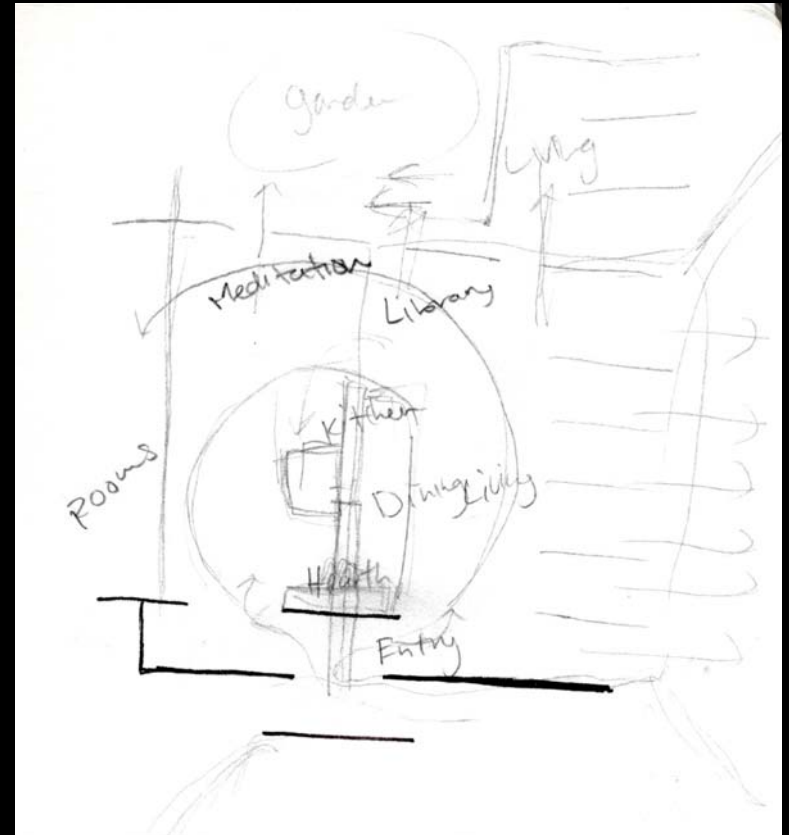 garden
Living
Meditation
Library
Kitchen
Rooms
Dining
Living
Hearth
Entry